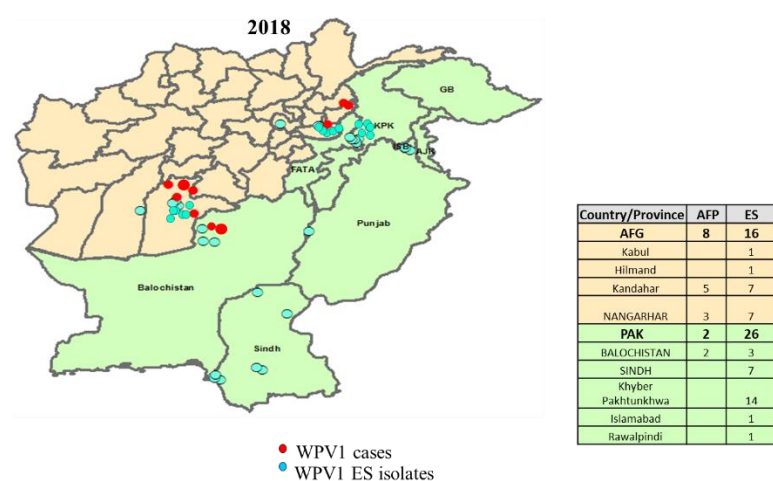 2018
GB
KPK
ISB
AJK
FATA
Punjab
Balochistan
Sindh
Country/Province AFP ES
AFG 8 16
Kabul 1
Hilmand 1
Kandahar 5 7
NANGARHAR 3 7
PAK 2 26
BALOCHISTAN 2 3
SINDH 7
Khyber
Pakhtunkhwa 14
Islamabad 1
Rawalpindi 1
WPV1 cases
WPV1 ES isolates